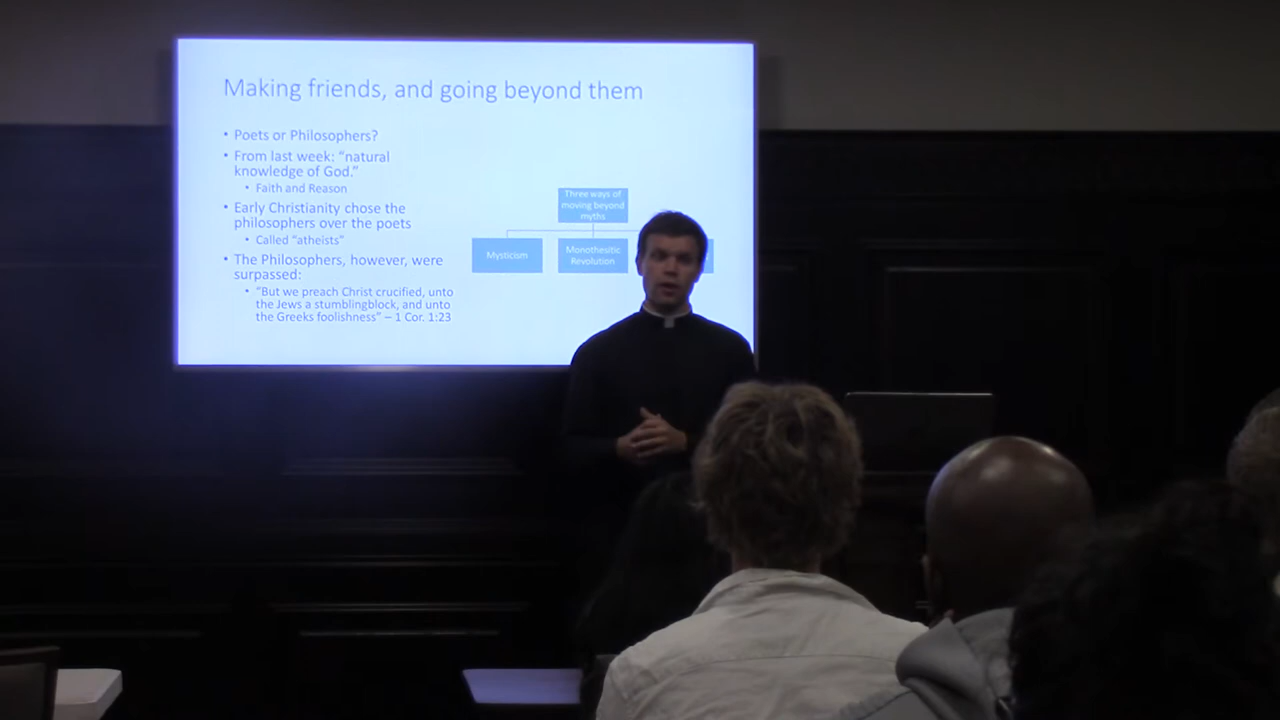 Making friends, and going beyond them
• Poets or Philosophers?
• From last week: “natural
knowledge of God.”
• Faith and Reason
• Early Christianity chose the
philosophers over the poets
• Called “atheists”
• The Philosophers, however, were
surpassed:
• “But we preach Christ crucified, unto
the Jews a stumblingblock, and unto
the Greeks foolishness” – 1 Cor. 1:23
Three ways of
moving beyond
myths
Mysticism
Monothesitic
Revolution